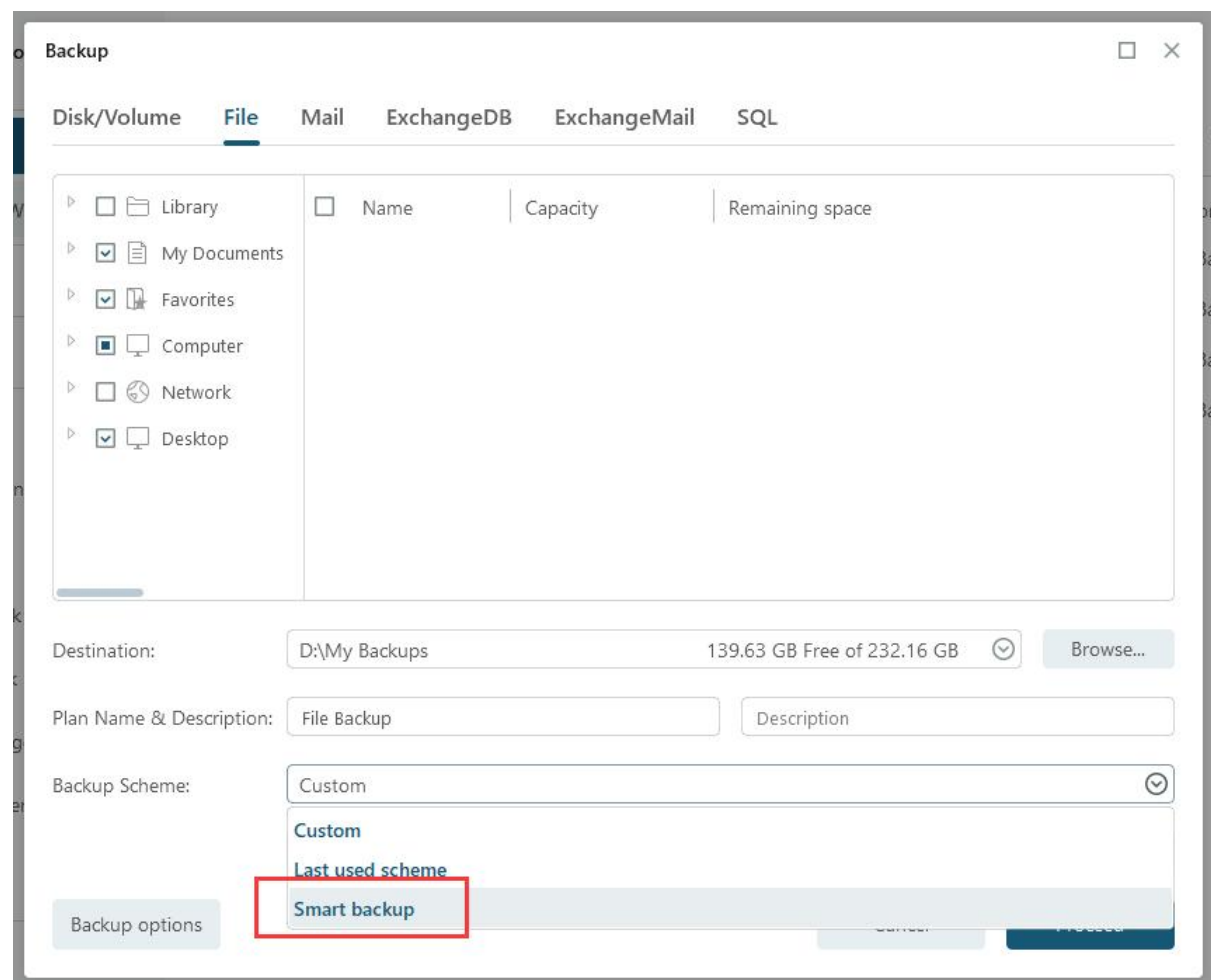 Backup
Disk/Volume File Mail ExchangeDB ExchangeMail SQL
Library
Name Capacity Remaining space
My Documents
Favorites
Computer
Network
Desktop
Destination: D:\My Backups 139.63 GB Free of 232.16 GB Browse...
Plan Name & Description: File Backup Description
Backup Scheme: Custom
Custom
Last used scheme
Smart backup
Backup options